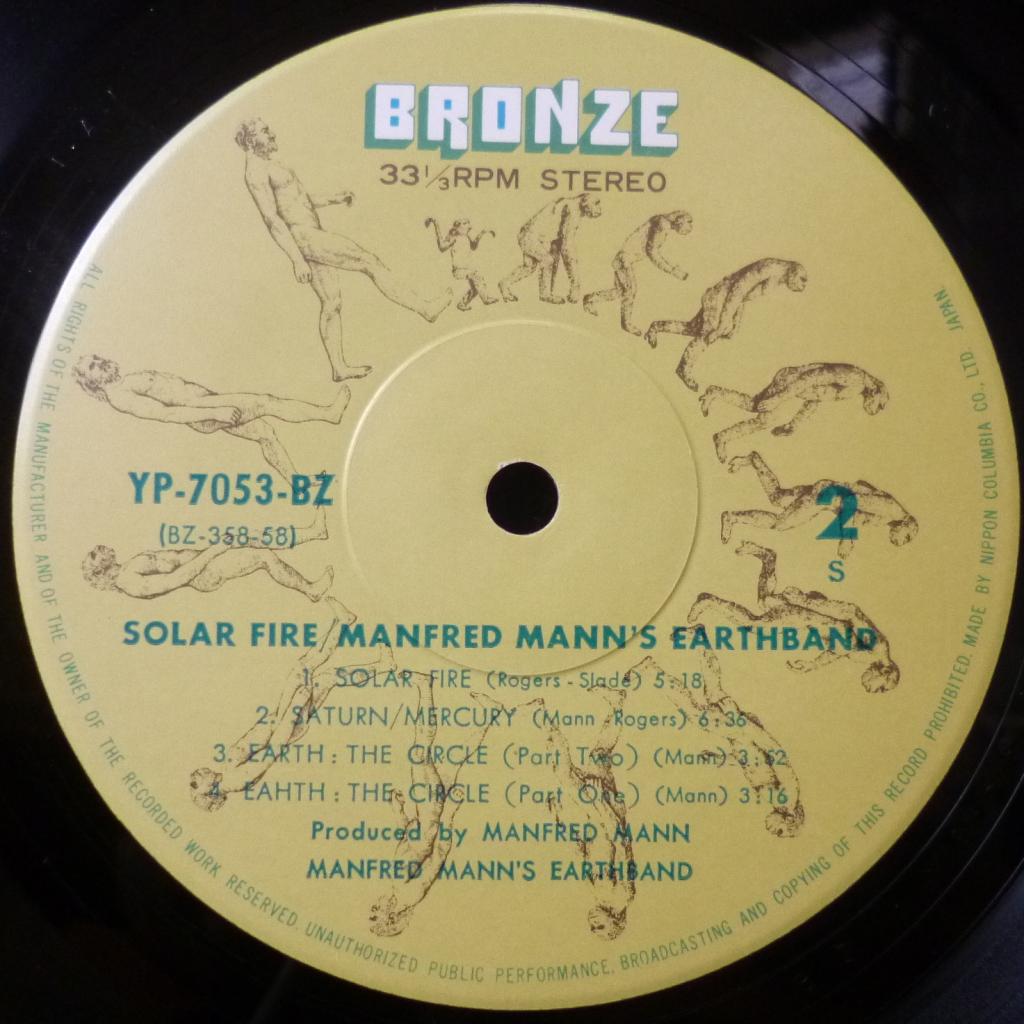 BRONZE
33⅓RPM STEREO
YP-7053-BZ
(BZ-358-58)
2
S
SOLAR FIRE/MANFRED MANN'S EARTHBAND
1. SOLAR FIRE (Rogers-Slade) 5:18
2. SATURN/MERCURY (Mann-Rogers) 6:36
3. EARTH: THE CIRCLE (Part Two) (Mann) 3:52
4. EAHTH: THE CIRCLE (Part One) (Mann) 3:16
Produced by MANFRED MANN
MANFRED MANN'S EARTHBAND
ALL RIGHTS OF THE MANUFACTURER AND OF THE OWNER OF THE RECORDED WORK RESERVED. UNAUTHORIZED PUBLIC PERFORMANCE, BROADCASTING AND COPYING OF THIS RECORD PROHIBITED. MADE BY NIPPON COLUMBIA CO., LTD. JAPAN.